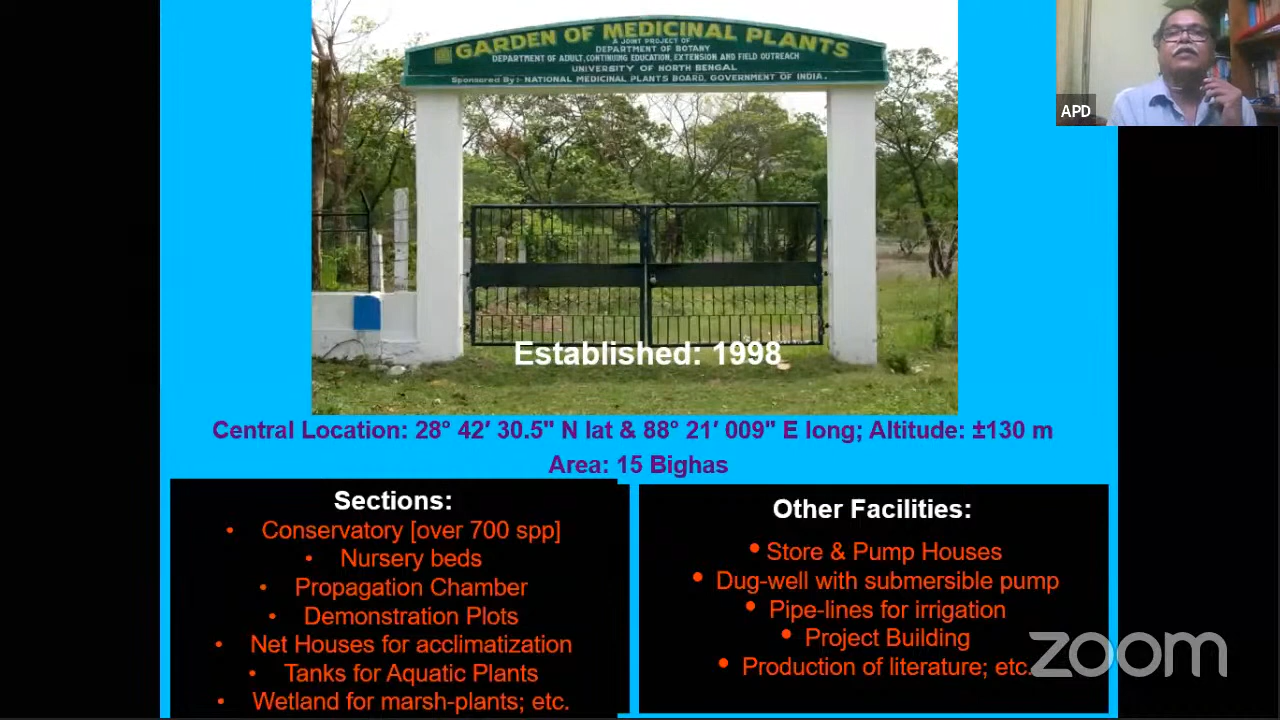 GARDEN OF MEDICINAL PLANTS
A JOINT PROJECT OF
DEPARTMENT OF BOTANY
DEPARTMENT OF ADULT, CONTINUING EDUCATION, EXTENSION AND FIELD OUTREACH
UNIVERSITY OF NORTH BENGAL
Sponsored By:- NATIONAL MEDICINAL PLANTS BOARD, GOVERNMENT OF INDIA.
APD
Established: 1998
Central Location: 28° 42′ 30.5" N lat & 88° 21′ 009" E long; Altitude: ±130 m
Area: 15 Bighas
Sections:
• Conservatory [over 700 spp]
• Nursery beds
• Propagation Chamber
• Demonstration Plots
• Net Houses for acclimatization
• Tanks for Aquatic Plants
• Wetland for marsh-plants; etc.
Other Facilities:
• Store & Pump Houses
• Dug-well with submersible pump
• Pipe-lines for irrigation
• Project Building
• Production of literature; etc.
zoom